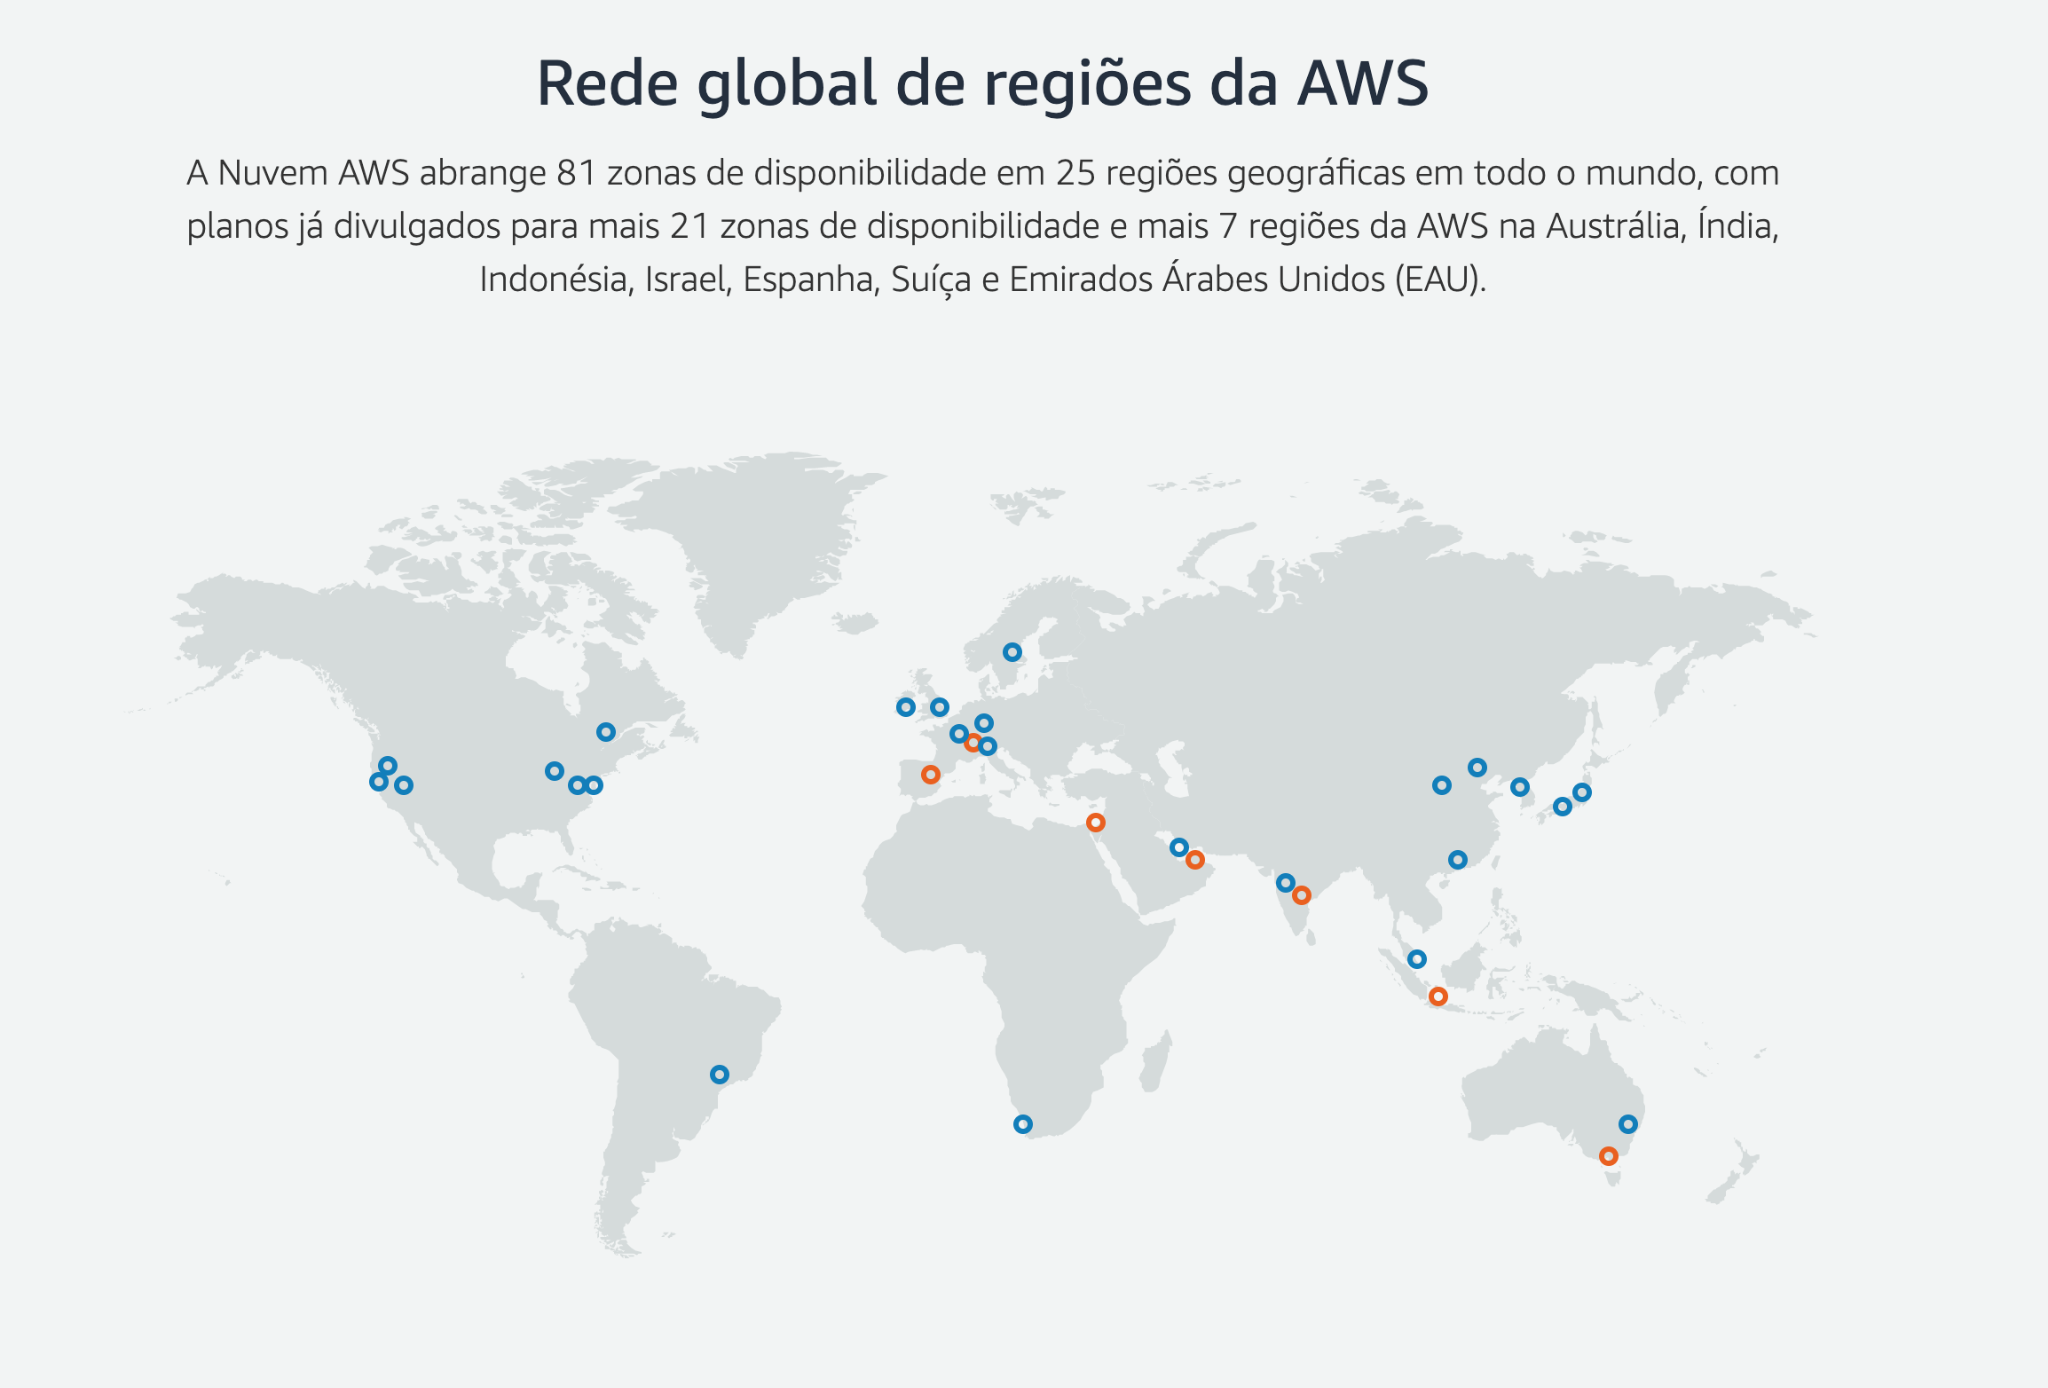 Rede global de regiões da AWS
A Nuvem AWS abrange 81 zonas de disponibilidade em 25 regiões geográficas em todo o mundo, com
planos já divulgados para mais 21 zonas de disponibilidade e mais 7 regiões da AWS na Austrália, Índia,
Indonésia, Israel, Espanha, Suíça e Emirados Árabes Unidos (EAU).